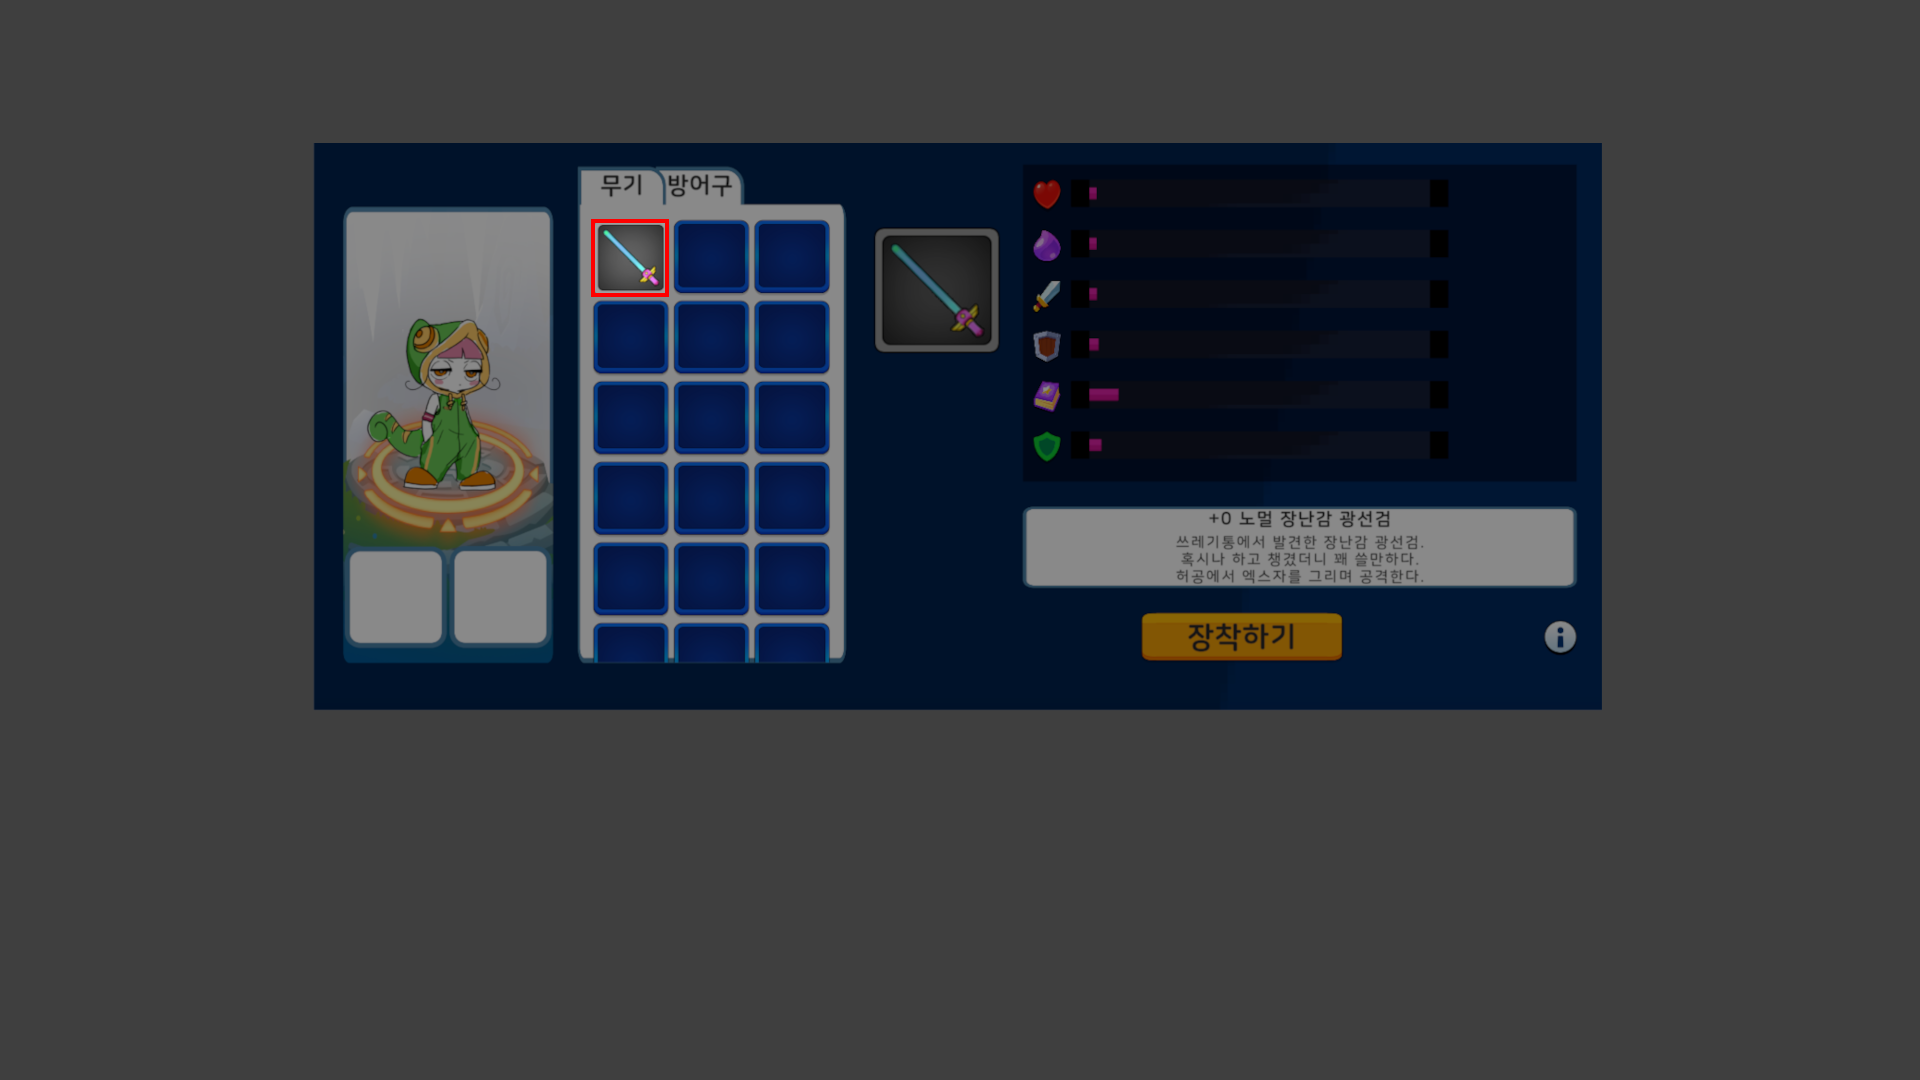 무기 방어구
+0 노멀 장난감 광선검
쓰레기통에서 발견한 장난감 광선검.
혹시나 하고 챙겼더니 꽤 쓸만하다.
허공에서 엑스자를 그리며 공격한다.
장착하기